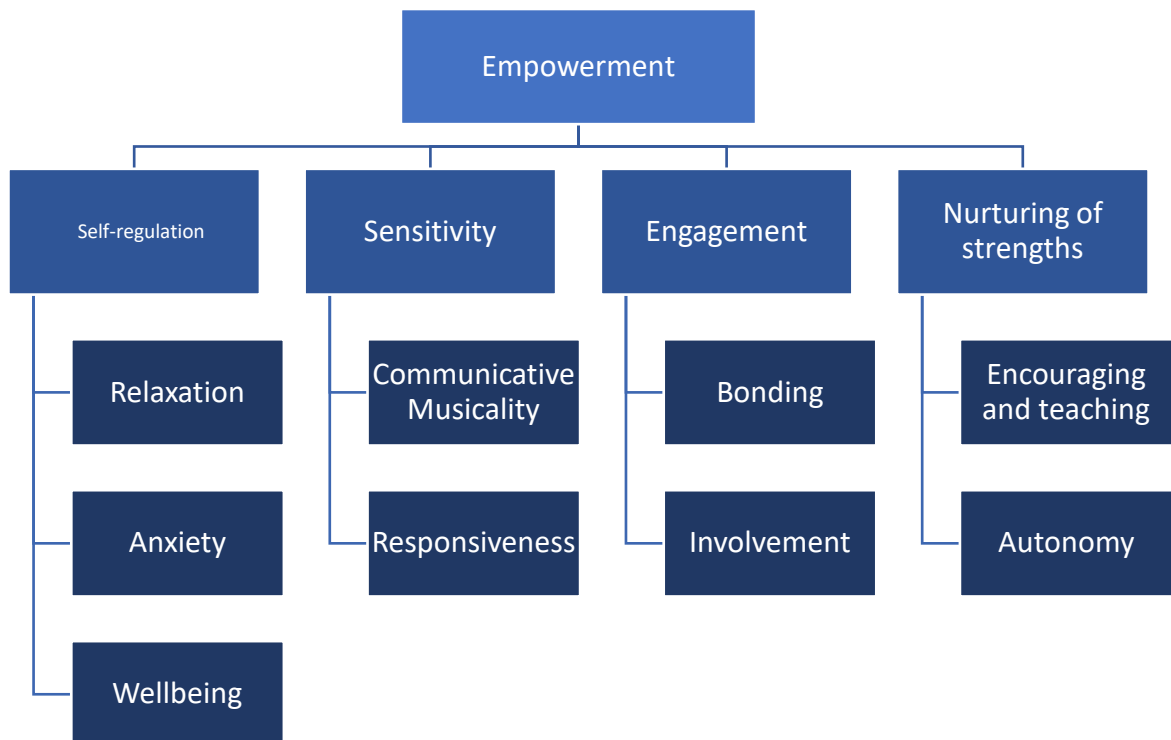 Empowerment
Self-regulation
Sensitivity
Engagement
Nurturing of
strengths
Relaxation
Communicative
Musicality
Bonding
Encouraging
and teaching
Anxiety
Responsiveness
Involvement
Autonomy
Wellbeing